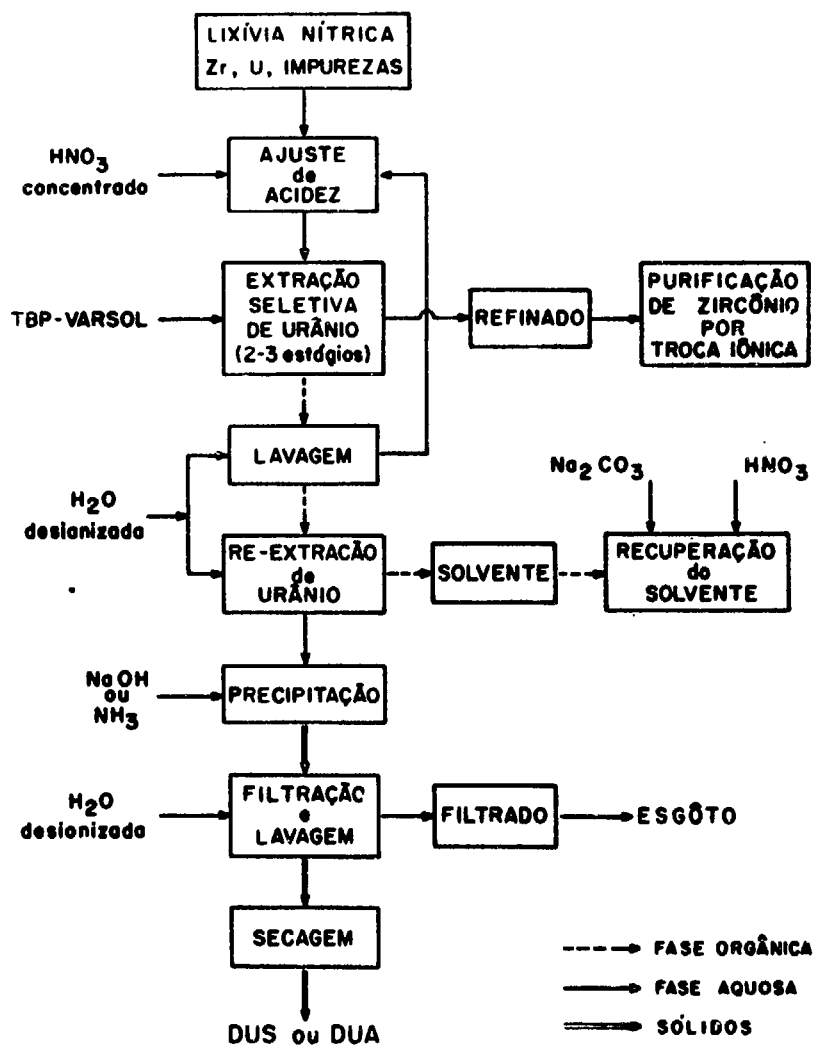 LIXÍVIA NÍTRICA
Zr, U, IMPUREZAS
HNO3
concentrado
AJUSTE
de
ACIDEZ
TBP-VARSOL
EXTRAÇÃO
SELETIVA
DE URÂNIO
(2-3 estágios)
REFINADO
PURIFICAÇÃO
DE ZIRCÔNIO
POR
TROCA IÔNICA
LAVAGEM
Na2CO3
HNO3
H2O
desianizada
RE-EXTRAÇÃO
de
URÂNIO
SOLVENTE
RECUPERAÇÃO
do
SOLVENTE
NaOH
ou
NH3
PRECIPITAÇÃO
H2O
desionizada
FILTRAÇÃO
e
LAVAGEM
FILTRADO
ESGÔTO
SECAGEM
DUS ou DUA
FASE ORGÂNICA
FASE AQUOSA
SÓLIDOS